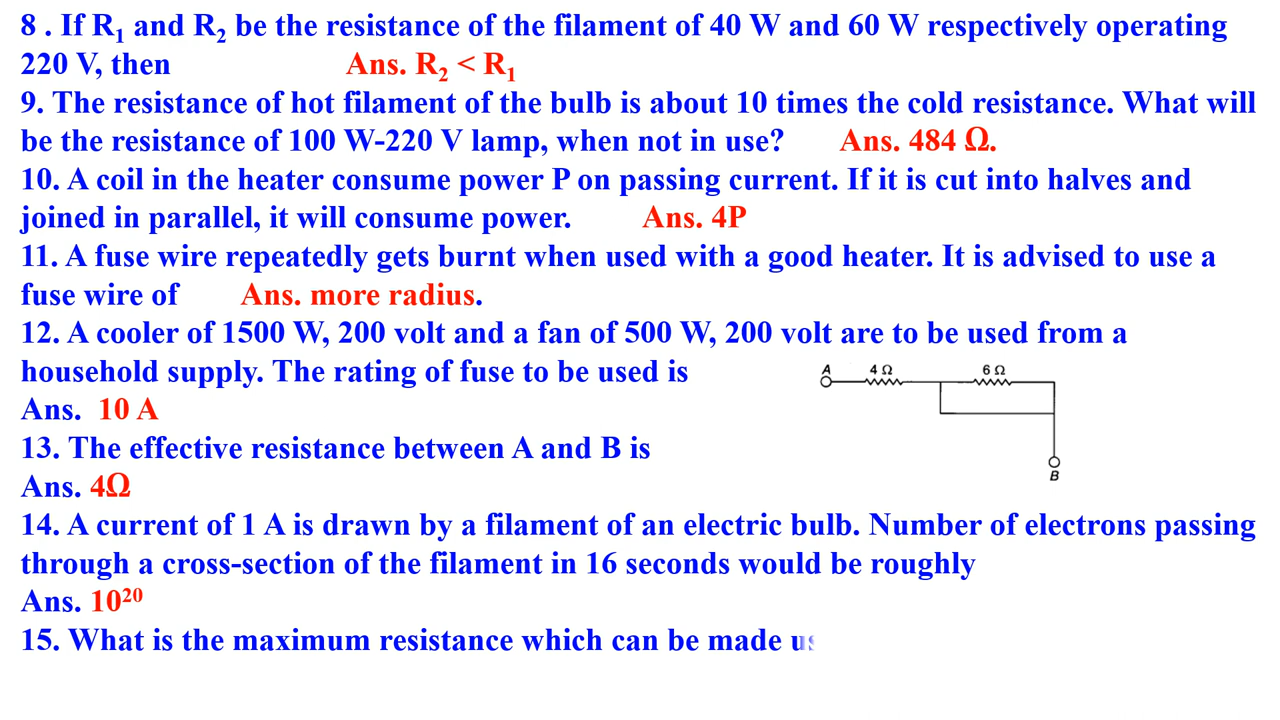 8 . If R₁ and R₂ be the resistance of the filament of 40 W and 60 W respectively operating
220 V, then Ans. R₂ < R₁
9. The resistance of hot filament of the bulb is about 10 times the cold resistance. What will
be the resistance of 100 W-220 V lamp, when not in use? Ans. 484 Ω.
10. A coil in the heater consume power P on passing current. If it is cut into halves and
joined in parallel, it will consume power. Ans. 4P
11. A fuse wire repeatedly gets burnt when used with a good heater. It is advised to use a
fuse wire of Ans. more radius.
12. A cooler of 1500 W, 200 volt and a fan of 500 W, 200 volt are to be used from a
household supply. The rating of fuse to be used is
A 4 Ω 6 Ω
Ans. 10 A
13. The effective resistance between A and B is
B
Ans. 4Ω
14. A current of 1 A is drawn by a filament of an electric bulb. Number of electrons passing
through a cross-section of the filament in 16 seconds would be roughly
Ans. 10²⁰
15. What is the maximum resistance which can be made